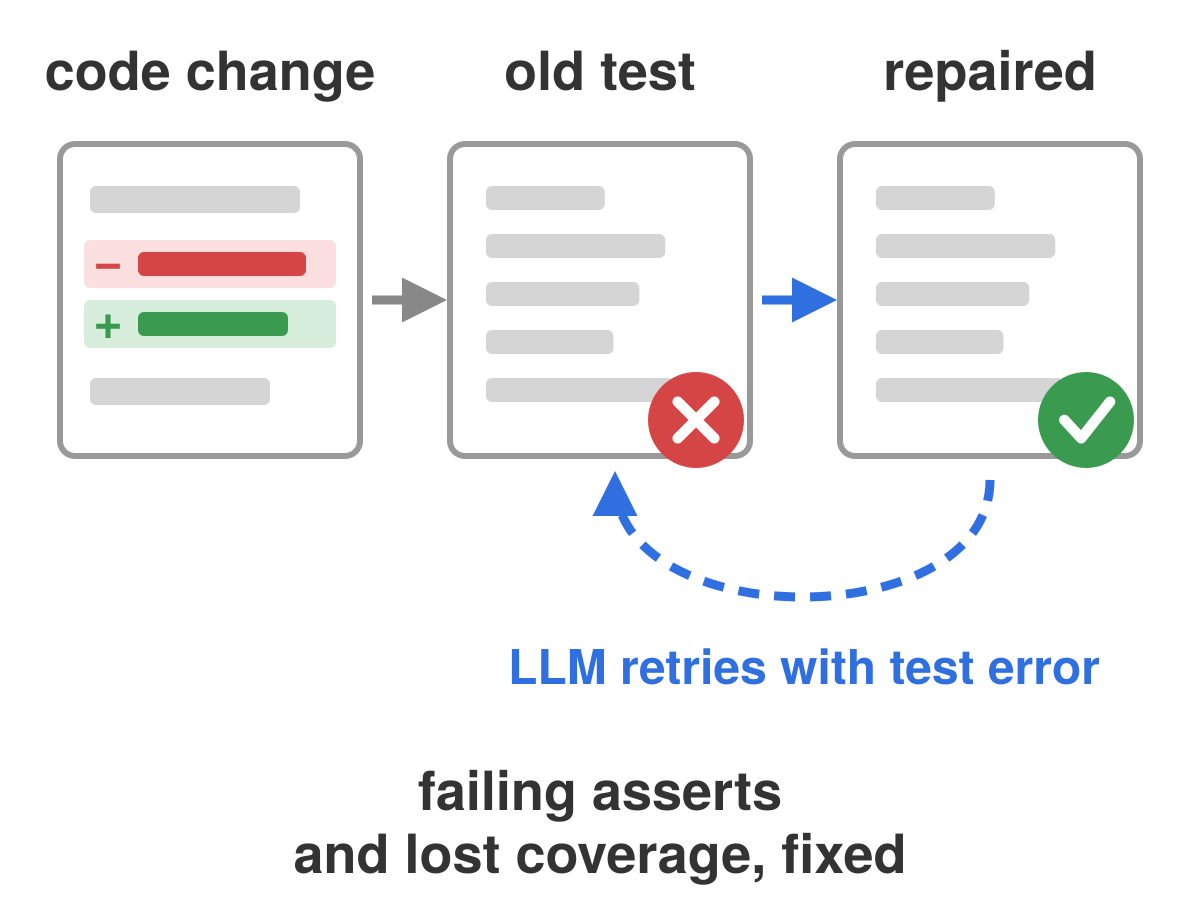 code change
old test
repaired
−
+
LLM retries with test error
failing asserts
and lost coverage, fixed